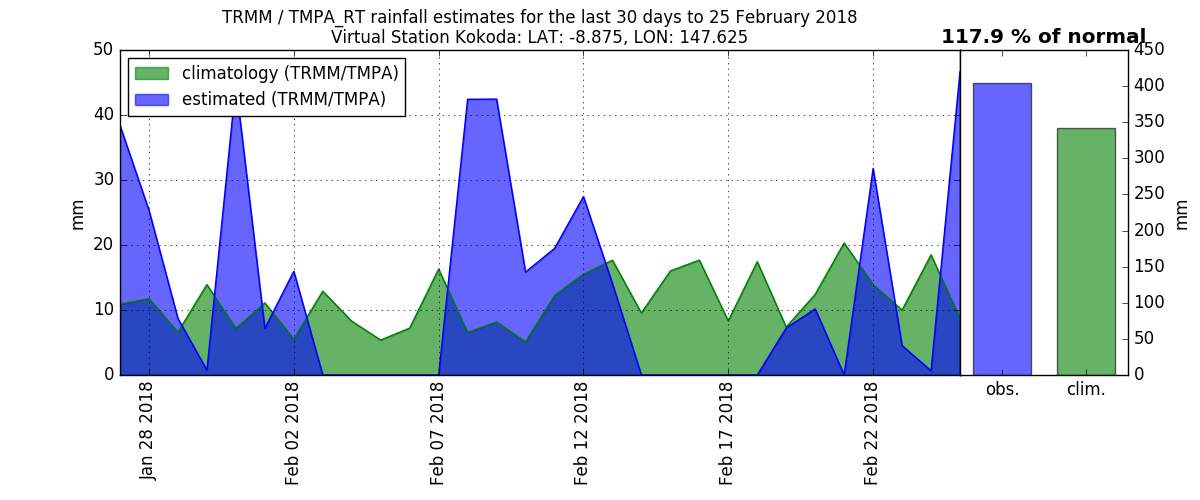 TRMM / TMPA_RT rainfall estimates for the last 30 days to 25 February 2018
Virtual Station Kokoda: LAT: -8.875, LON: 147.625
117.9 % of normal
climatology (TRMM/TMPA)
estimated (TRMM/TMPA)
50
40
30
20
10
0
mm
450
400
350
300
250
200
150
100
50
0
mm
Jan 28 2018
Feb 02 2018
Feb 07 2018
Feb 12 2018
Feb 17 2018
Feb 22 2018
obs.
clim.